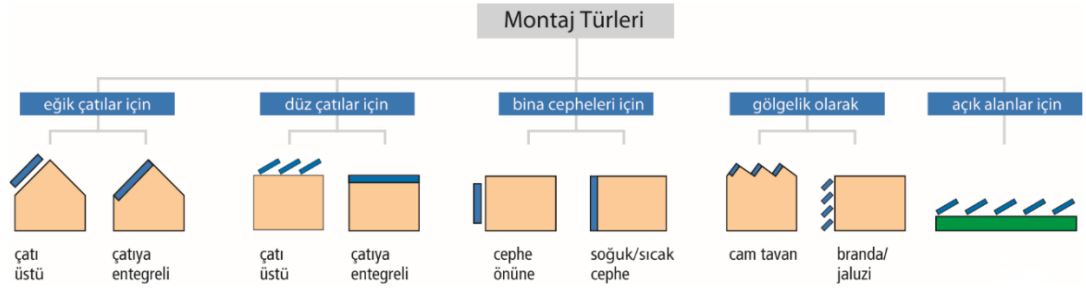 Montaj Türleri
eğik çatılar için
düz çatılar için
bina cepheleri için
gölgelik olarak
açık alanlar için
çatı
üstü
çatıya
entegreli
çatı
üstü
çatıya
entegreli
cephe
önüne
soğuk/sıcak
cephe
cam tavan
branda/
jaluzi